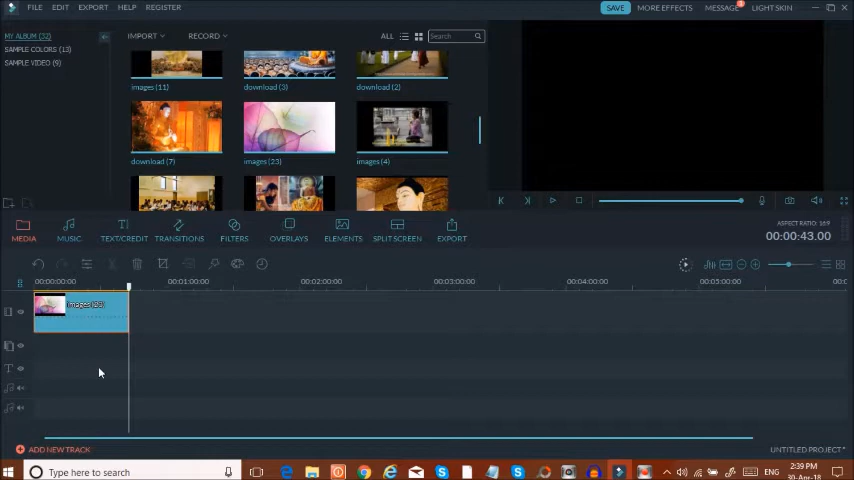 FILE EDIT EXPORT HELP REGISTER SAVE MORE EFFECTS MESSAGE LIGHT SKIN
MY ALBUM (32) IMPORT RECORD ALL Search
SAMPLE COLORS (13)
SAMPLE VIDEO (9)
images (11) download (3) download (2)
download (7) images (23) images (4)
MEDIA MUSIC TEXT/CREDIT TRANSITIONS FILTERS OVERLAYS ELEMENTS SPLIT SCREEN EXPORT
ASPECT RATIO: 16:9
00:00:43.00
00:00:00:00 00:01:00:00 00:02:00:00 00:03:00:00 00:04:00:00 00:05:00:00 00:0
images (23)
ADD NEW TRACK UNTITLED PROJECT*
Type here to search ENG 2:39 PM
30-Apr-18